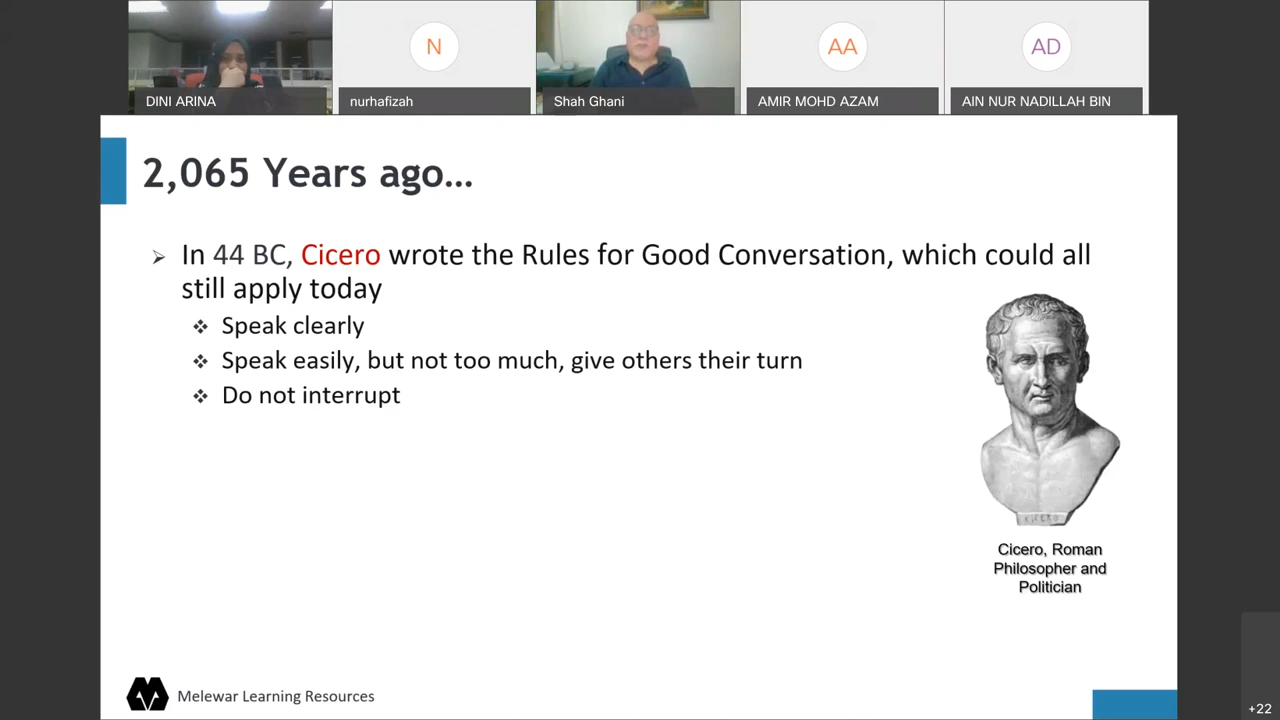 N
AA
AD
DINI ARINA
nurhafizah
Shah Ghani
AMIR MOHD AZAM
AIN NUR NADILLAH BIN
2,065 Years ago...
➢ In 44 BC, Cicero wrote the Rules for Good Conversation, which could all
still apply today
❖ Speak clearly
❖ Speak easily, but not too much, give others their turn
❖ Do not interrupt
CICERO
Cicero, Roman
Philosopher and
Politician
Melewar Learning Resources
+22